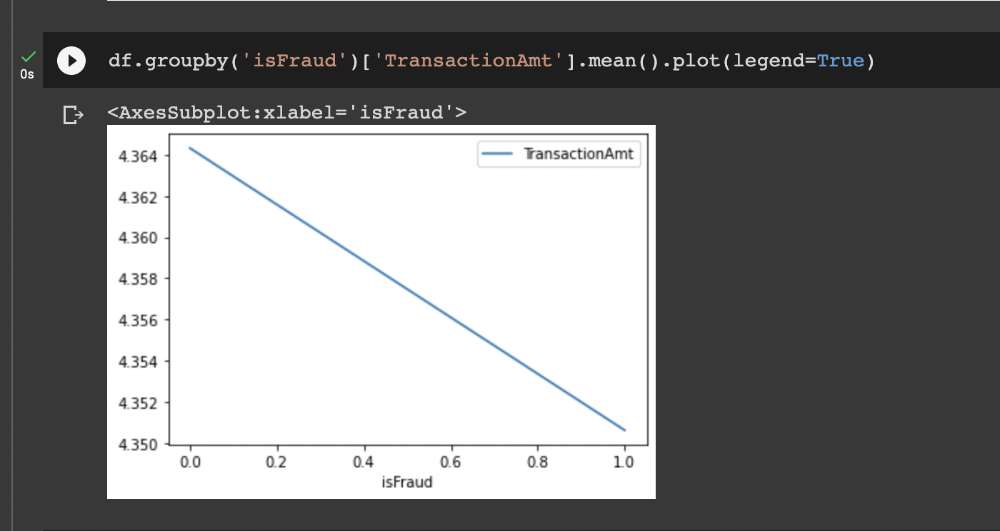 df.groupby('isFraud')['TransactionAmt'].mean().plot(legend=True)
0s
<AxesSubplot:xlabel='isFraud'>
TransactionAmt
4.364
4.362
4.360
4.358
4.356
4.354
4.352
4.350
0.0 0.2 0.4 0.6 0.8 1.0
isFraud